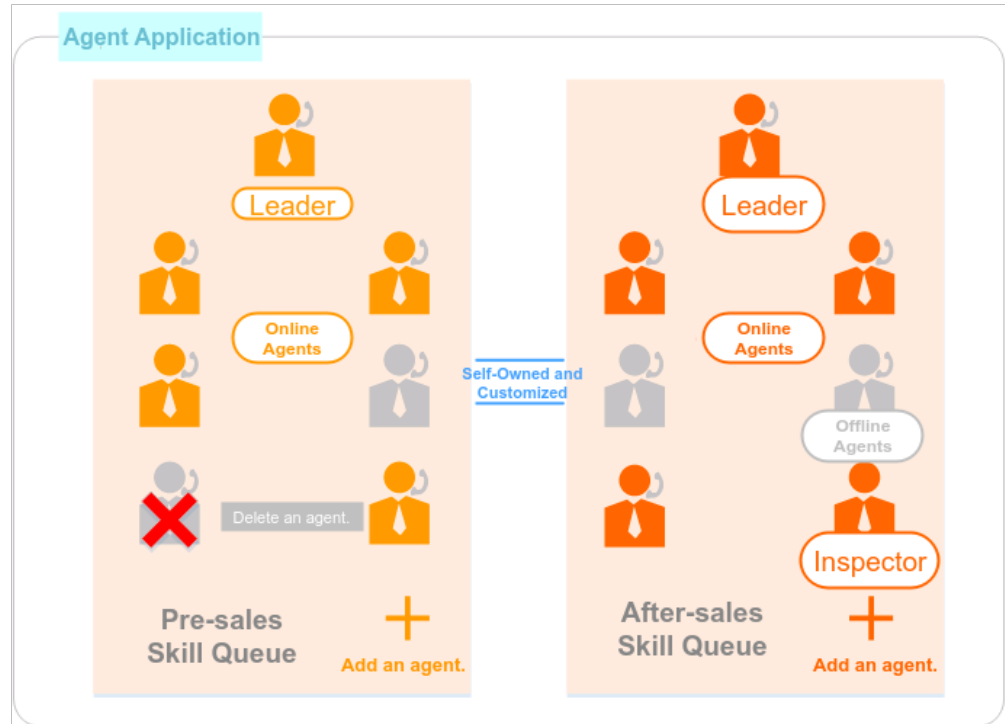 Agent Application
Leader
Online
Agents
Delete an agent.
Pre-sales
Skill Queue
Add an agent.
Self-Owned and
Customized
Leader
Online
Agents
Offline
Agents
Inspector
After-sales
Skill Queue
Add an agent.